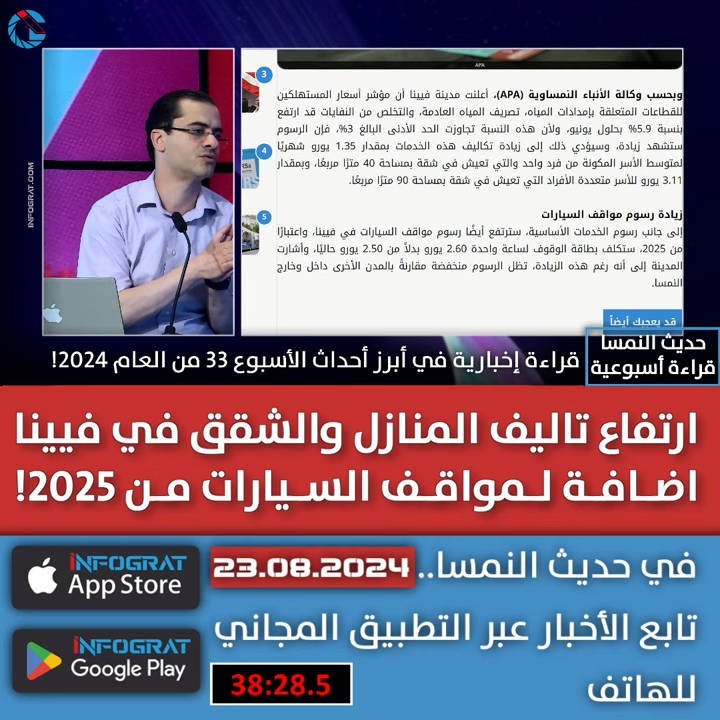 INFOGRAT.COM
APA
3
4
5
وبحسب وكالة الأنباء النمساوية (APA)، أعلنت مدينة فيينا أن مؤشر أسعار المستهلكين
للقطاعات المتعلقة بإمدادات المياه، تصريف المياه العادمة، والتخلص من النفايات قد ارتفع
بنسبة 5.9% بحلول يونيو، ولأن هذه النسبة تجاوزت الحد الأدنى البالغ 3%، فإن الرسوم
ستشهد زيادة، وسيؤدي ذلك إلى زيادة تكاليف هذه الخدمات بمقدار 1.35 يورو شهريًا
لمتوسط الأسر المكونة من فرد واحد والتي تعيش في شقة بمساحة 40 مترًا مربعًا، وبمقدار
3.11 يورو للأسر متعددة الأفراد التي تعيش في شقة بمساحة 90 مترًا مربعًا.
زيادة رسوم مواقف السيارات
إلى جانب رسوم الخدمات الأساسية، سترتفع أيضًا رسوم مواقف السيارات في فيينا، واعتبارًا
من 2025، ستكلف بطاقة الوقوف لساعة واحدة 2.60 يورو بدلاً من 2.50 يورو حاليًا، وأشارت
المدينة إلى أنه رغم هذه الزيادة، تظل الرسوم منخفضة مقارنةً بالمدن الأخرى داخل وخارج
النمسا.
قد يعجبك أيضاً
حديث النمسا
قراءة أسبوعية
قراءة إخبارية في أبرز أحداث الأسبوع 33 من العام 2024!
ارتفاع تاليف المنازل والشقق في فيينا
اضافة لمواقف السيارات من 2025!
في حديث النمسا.. 23.08.2024
تابع الأخبار عبر التطبيق المجاني
للهاتف
INFOGRAT
App Store
INFOGRAT
Google Play
38:28.5